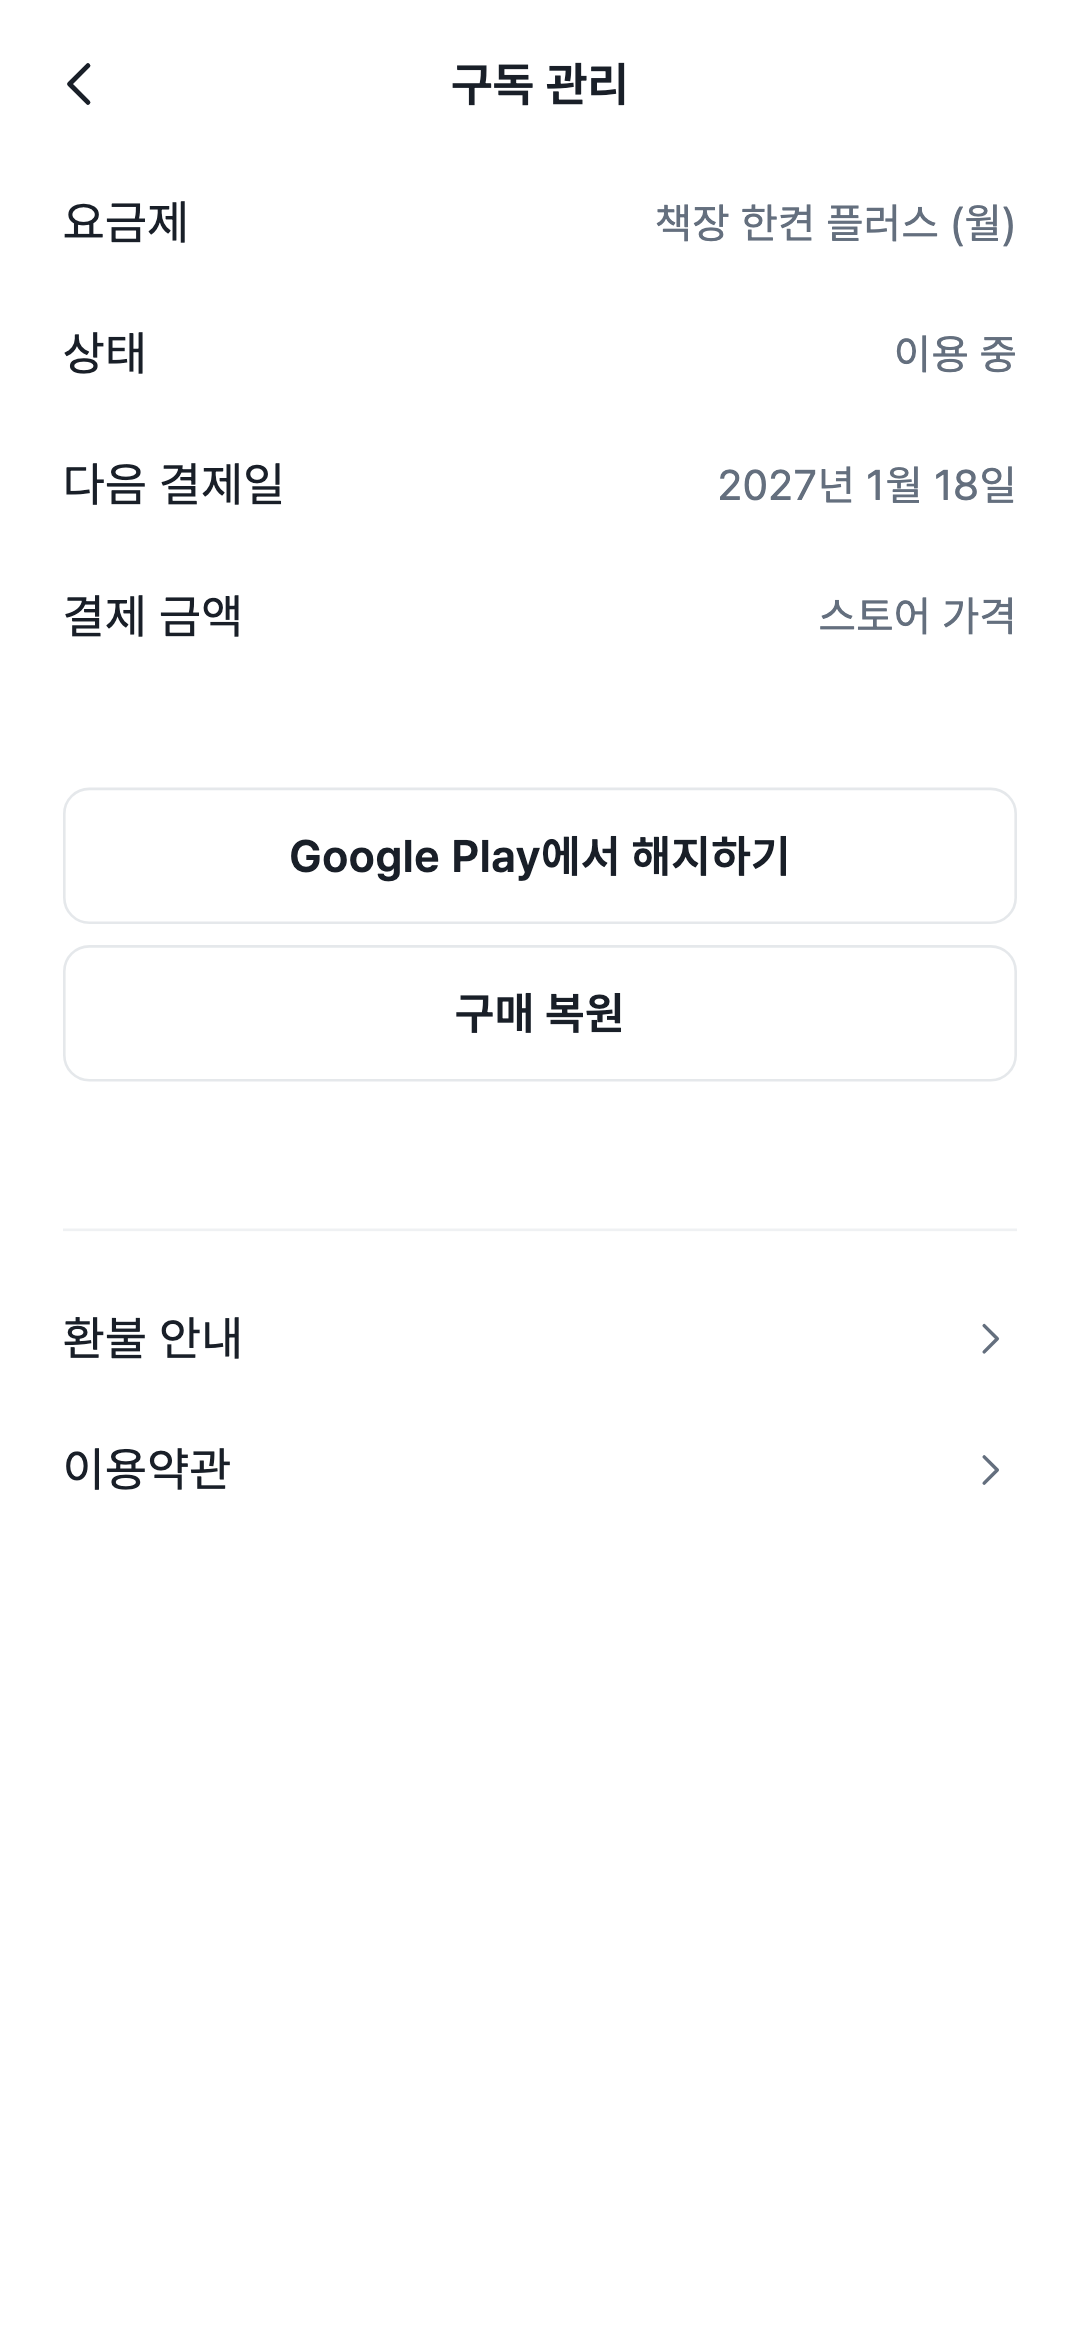 구독 관리
요금제 책장 한켠 플러스 (월)
상태 이용 중
다음 결제일 2027년 1월 18일
결제 금액 스토어 가격
Google Play에서 해지하기
구매 복원
환불 안내
이용약관